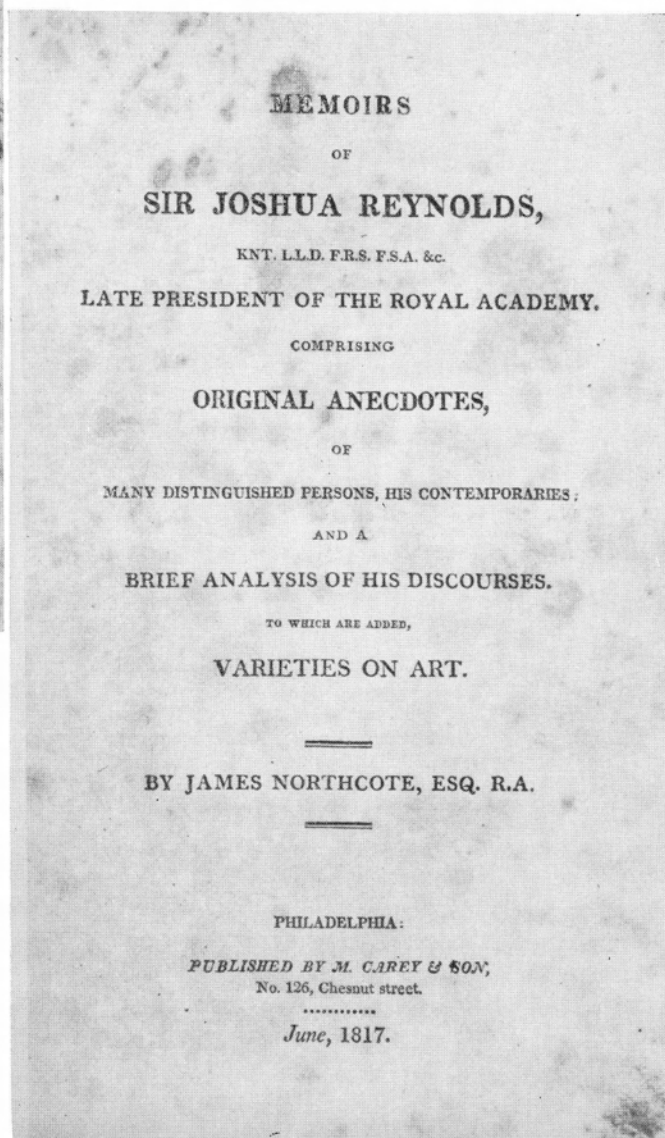 MEMOIRS
OF
SIR JOSHUA REYNOLDS,
KNT. L.L.D. F.R.S. F.S.A. &c.
LATE PRESIDENT OF THE ROYAL ACADEMY.
COMPRISING
ORIGINAL ANECDOTES,
OF
MANY DISTINGUISHED PERSONS, HIS CONTEMPORARIES;
AND A
BRIEF ANALYSIS OF HIS DISCOURSES.
TO WHICH ARE ADDED,
VARIETIES ON ART.
BY JAMES NORTHCOTE, ESQ. R.A.
PHILADELPHIA:
PUBLISHED BY M. CAREY & SON,
No. 126, Chesnut street.
............
June, 1817.